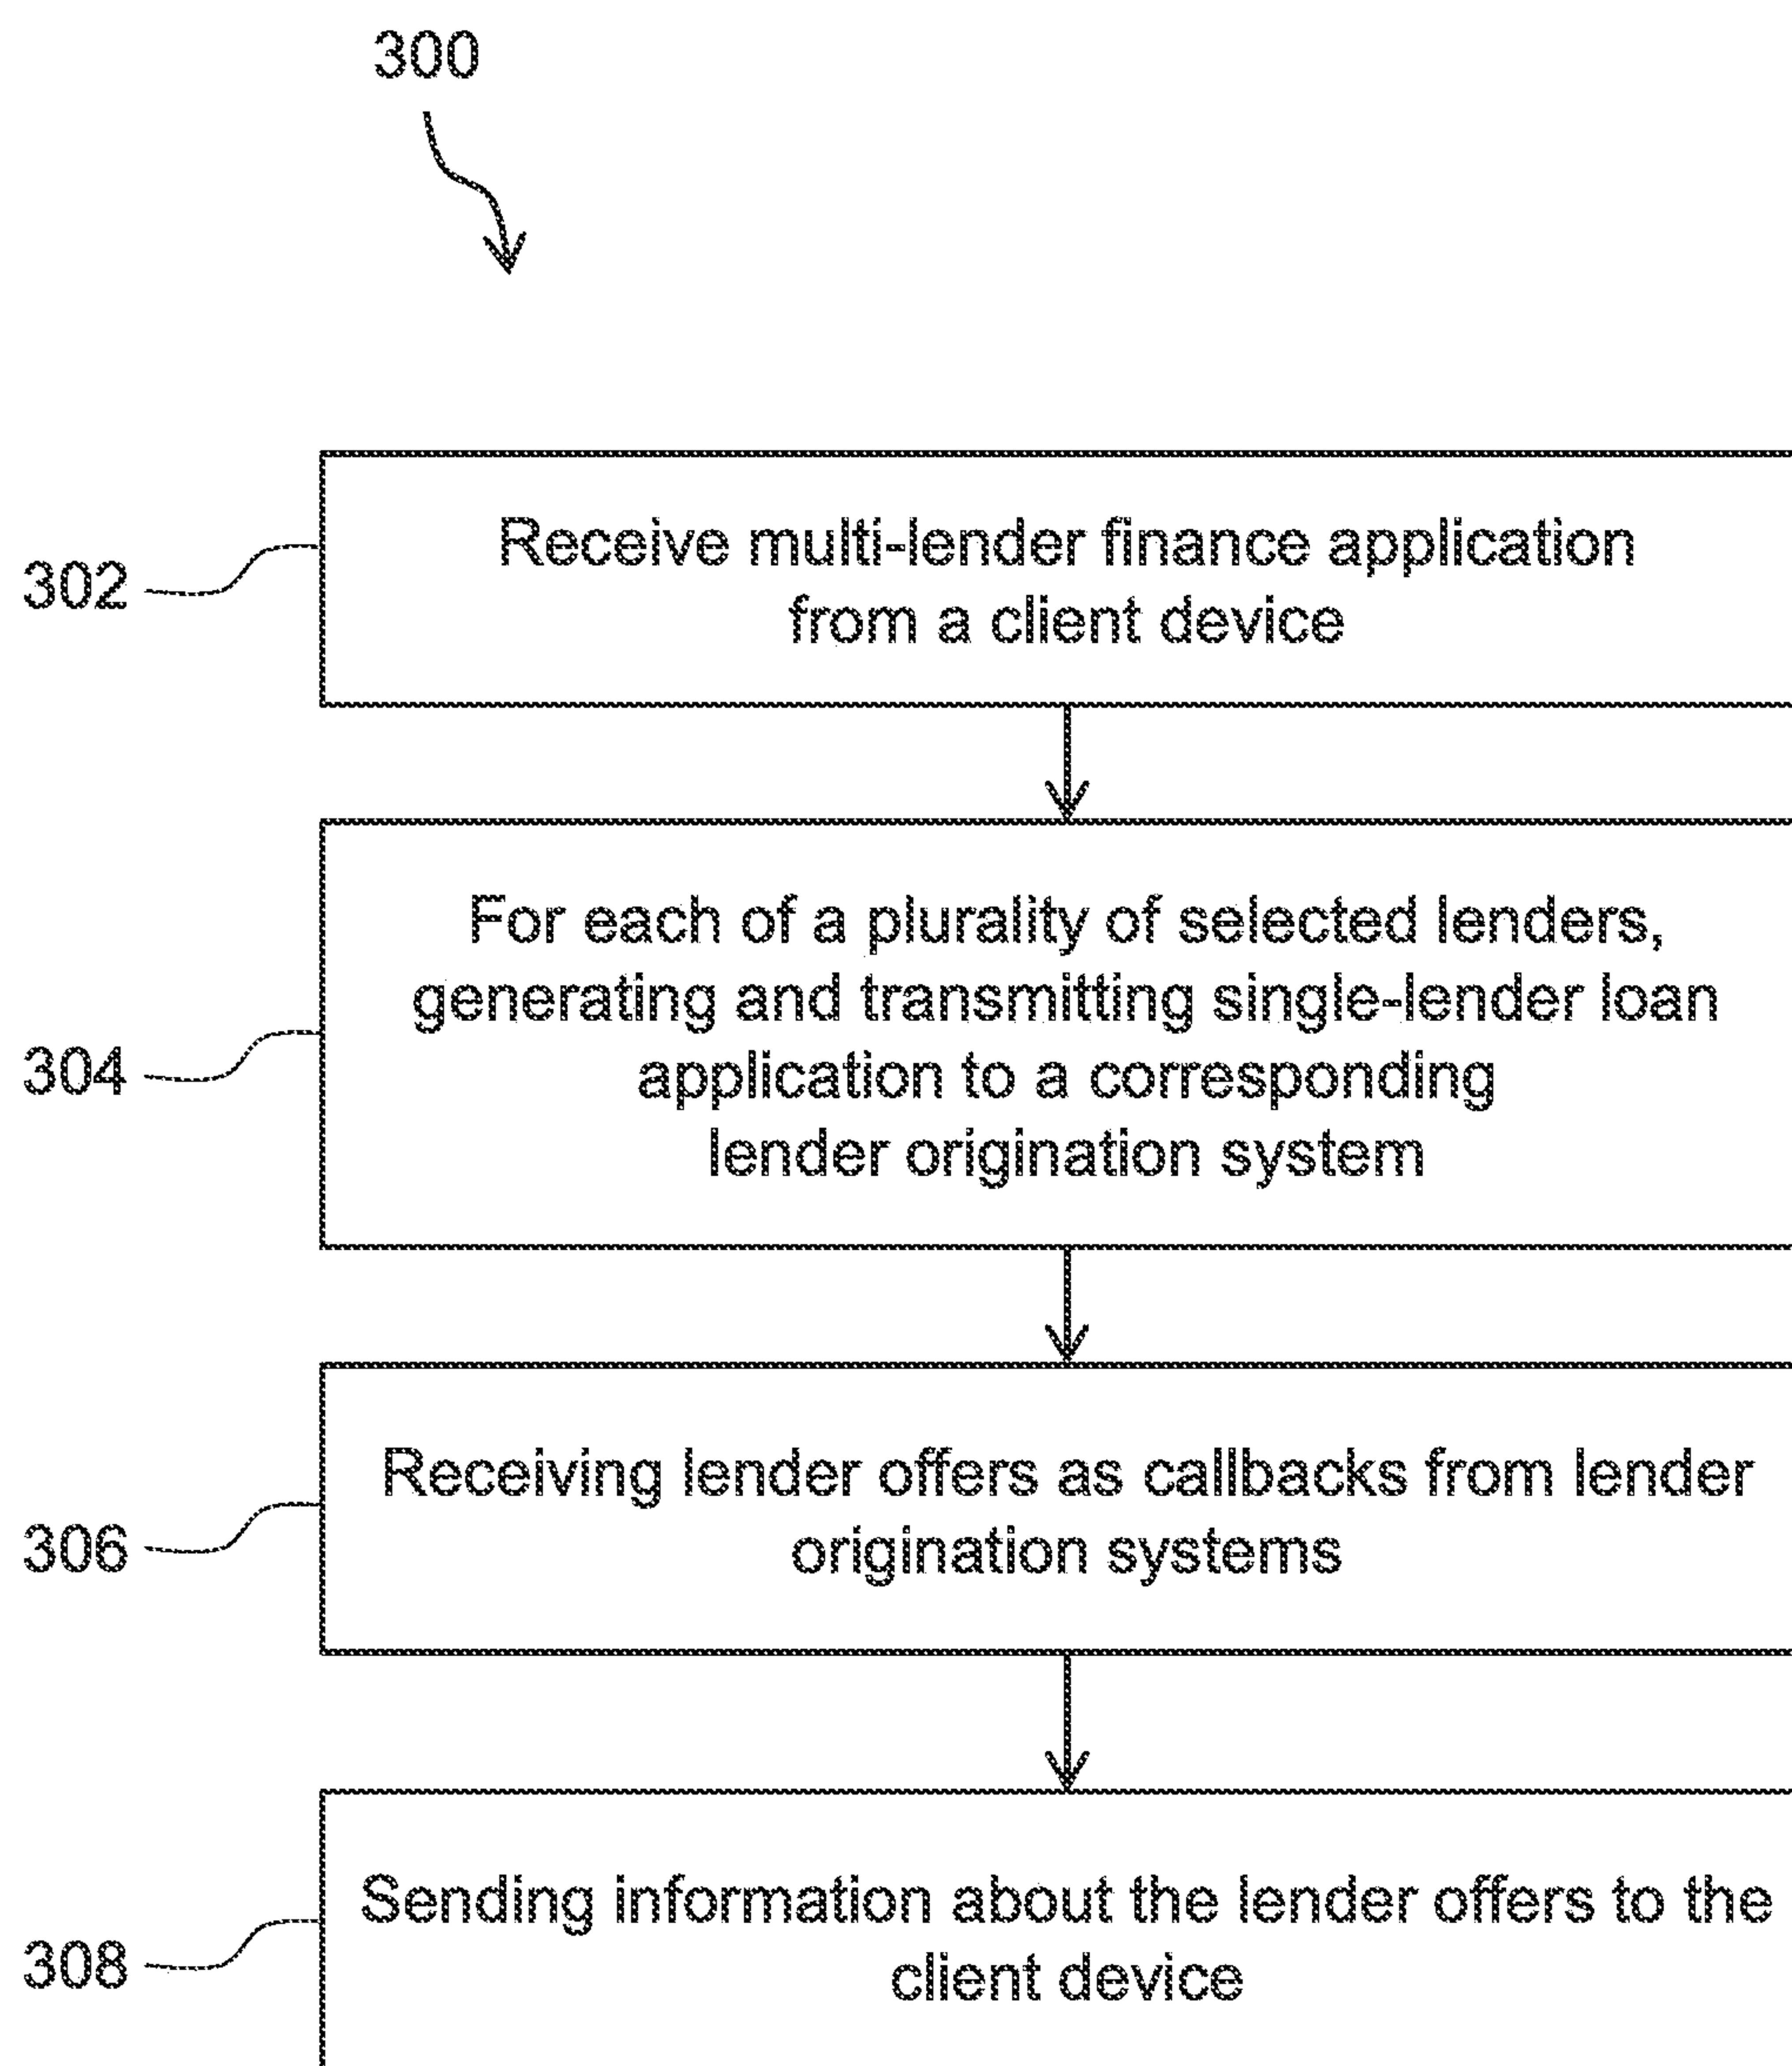 300
302
Receive multi-lender finance application
from a client device
304
For each of a plurality of selected lenders,
generating and transmitting single-lender loan
application to a corresponding
lender origination system
306
Receiving lender offers as callbacks from lender
origination systems
308
Sending information about the lender offers to the
client device